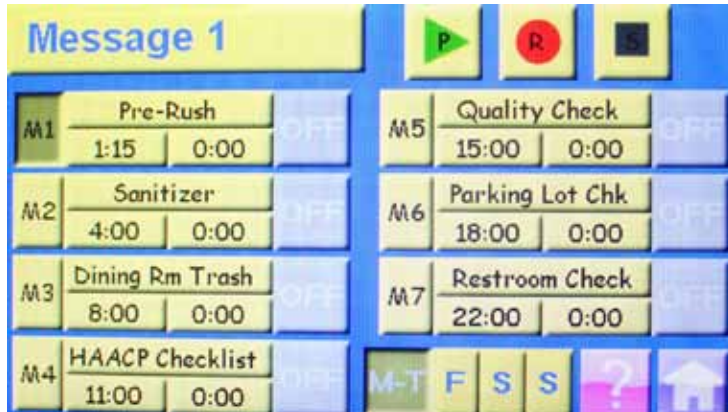 Message 1
P R S
M1 Pre-Rush OFF
1:15 0:00
M2 Sanitizer OFF
4:00 0:00
M3 Dining Rm Trash OFF
8:00 0:00
M4 HAACP Checklist OFF
11:00 0:00
M5 Quality Check OFF
15:00 0:00
M6 Parking Lot Chk OFF
18:00 0:00
M7 Restroom Check OFF
22:00 0:00
M-T F S S ?